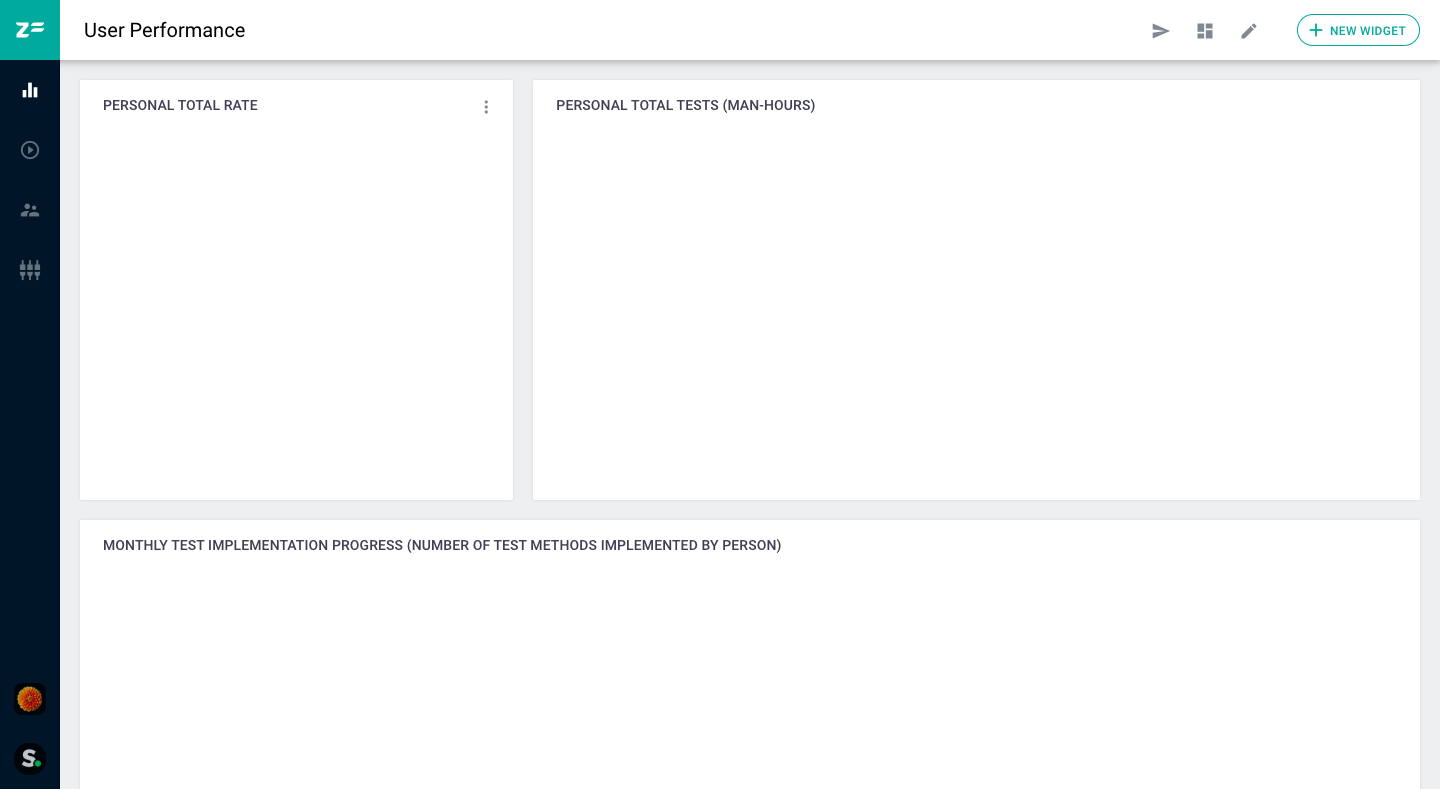 User Performance
NEW WIDGET
PERSONAL TOTAL RATE
PERSONAL TOTAL TESTS (MAN-HOURS)
MONTHLY TEST IMPLEMENTATION PROGRESS (NUMBER OF TEST METHODS IMPLEMENTED BY PERSON)
S